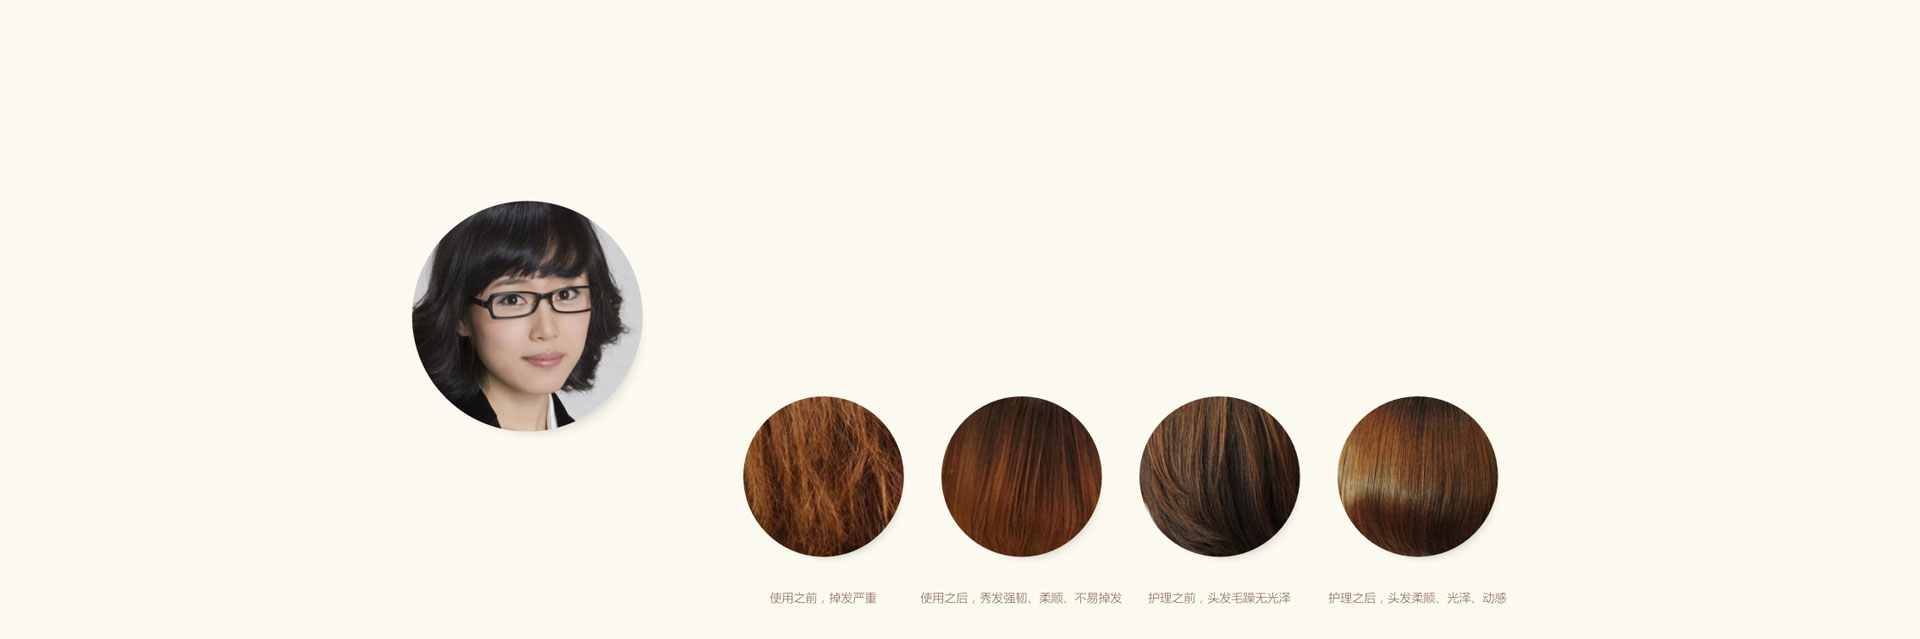 使用之前，掉发严重
使用之后，秀发强韧、柔顺、不易掉发
护理之前，头发毛躁无光泽
护理之后，头发柔顺、光泽、动感